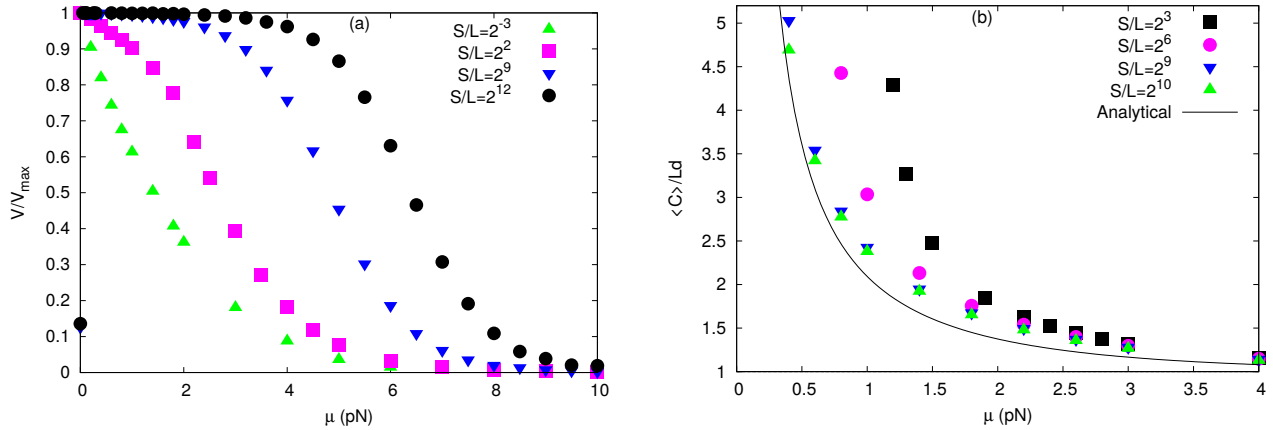 (a)
S/L=2^-3
S/L=2^2
S/L=2^9
S/L=2^12
V/V_max
1
0.9
0.8
0.7
0.6
0.5
0.4
0.3
0.2
0.1
0
0 2 4 6 8 10
μ (pN)
(b)
S/L=2^3
S/L=2^6
S/L=2^9
S/L=2^10
Analytical
<C>/Ld
5
4.5
4
3.5
3
2.5
2
1.5
1
0 0.5 1 1.5 2 2.5 3 3.5 4
μ (pN)